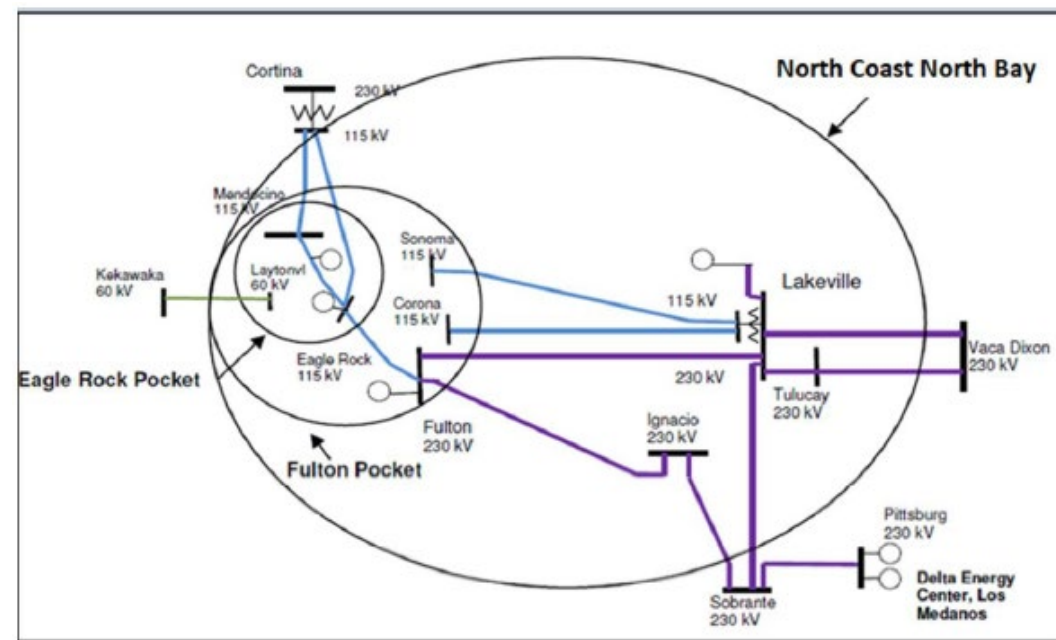 North Coast North Bay
Cortina
230 kV
115 kV
Mendocino
115 kV
Sonoma
115 kV
Kekawaka
60 kV
Laytonvl
60 kV
Corona
115 kV
115 kV
Lakeville
Eagle Rock
115 kV
Eagle Rock Pocket
230 kV
Tulucay
230 kV
Vaca Dixon
230 kV
Fulton
230 kV
Ignacio
230 kV
Fulton Pocket
Pittsburg
230 kV
Delta Energy
Center, Los
Medanos
Sobrante
230 kV